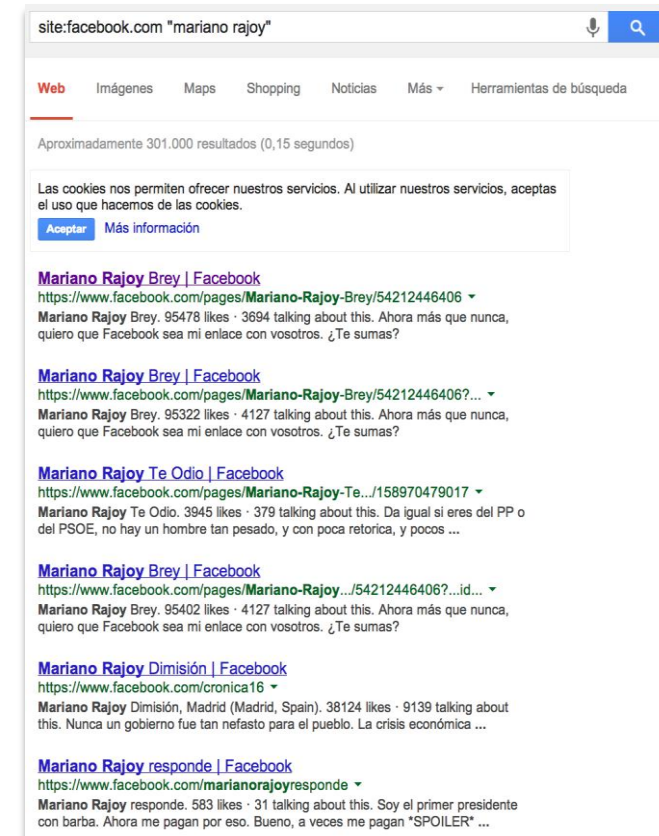 site:facebook.com "mariano rajoy"
Web Imágenes Maps Shopping Noticias Más Herramientas de búsqueda
Aproximadamente 301.000 resultados (0,15 segundos)
Las cookies nos permiten ofrecer nuestros servicios. Al utilizar nuestros servicios, aceptas
el uso que hacemos de las cookies.
Aceptar Más información
Mariano Rajoy Brey | Facebook
https://www.facebook.com/pages/Mariano-Rajoy-Brey/54212446406
Mariano Rajoy Brey. 95478 likes · 3694 talking about this. Ahora más que nunca,
quiero que Facebook sea mi enlace con vosotros. ¿Te sumas?
Mariano Rajoy Brey | Facebook
https://www.facebook.com/pages/Mariano-Rajoy-Brey/54212446406?...
Mariano Rajoy Brey. 95322 likes · 4127 talking about this. Ahora más que nunca,
quiero que Facebook sea mi enlace con vosotros. ¿Te sumas?
Mariano Rajoy Te Odio | Facebook
https://www.facebook.com/pages/Mariano-Rajoy-Te.../158970479017
Mariano Rajoy Te Odio. 3945 likes · 379 talking about this. Da igual si eres del PP o
del PSOE, no hay un hombre tan pesado, y con poca retorica, y pocos ...
Mariano Rajoy Brey | Facebook
https://www.facebook.com/pages/Mariano-Rajoy.../54212446406?...id...
Mariano Rajoy Brey. 95402 likes · 4127 talking about this. Ahora más que nunca,
quiero que Facebook sea mi enlace con vosotros. ¿Te sumas?
Mariano Rajoy Dimisión | Facebook
https://www.facebook.com/cronica16
Mariano Rajoy Dimisión, Madrid (Madrid, Spain). 38124 likes · 9139 talking about
this. Nunca un gobierno fue tan nefasto para el pueblo. La crisis económica ...
Mariano Rajoy responde | Facebook
https://www.facebook.com/marianorajoyresponde
Mariano Rajoy responde. 583 likes · 31 talking about this. Soy el primer presidente
con barba. Ahora me pagan por eso. Bueno, a veces me pagan *SPOILER* ...